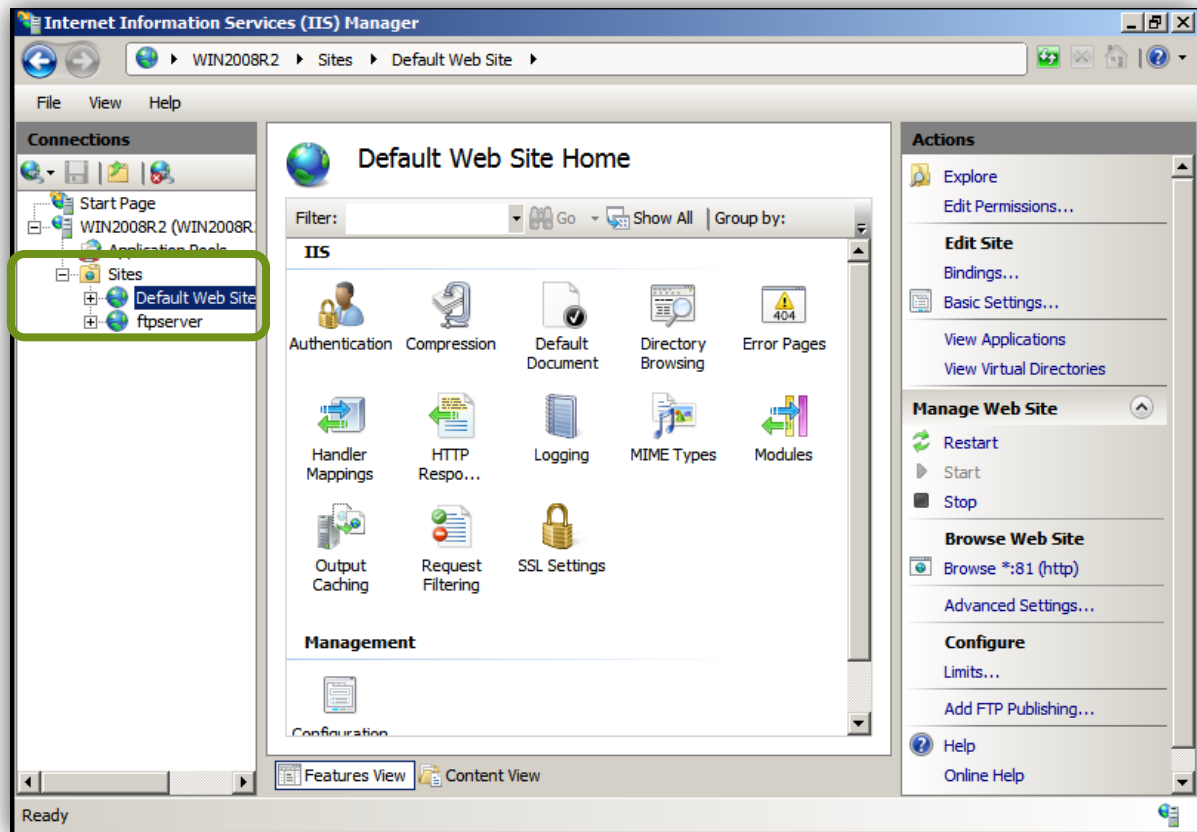 Internet Information Services (IIS) Manager
WIN2008R2 Sites Default Web Site
File View Help
Connections
Start Page
WIN2008R2 (WIN2008R
Application Pools
Sites
Default Web Site
ftpserver
Default Web Site Home
Filter: Go Show All Group by:
IIS
Authentication Compression Default Document Directory Browsing Error Pages
Handler Mappings HTTP Respo... Logging MIME Types Modules
404
Output Caching Request Filtering SSL Settings
Management
Configuration
Features View Content View
Actions
Explore
Edit Permissions...
Edit Site
Bindings...
Basic Settings...
View Applications
View Virtual Directories
Manage Web Site
Restart
Start
Stop
Browse Web Site
Browse *:81 (http)
Advanced Settings...
Configure
Limits...
Add FTP Publishing...
Help
Online Help
Ready